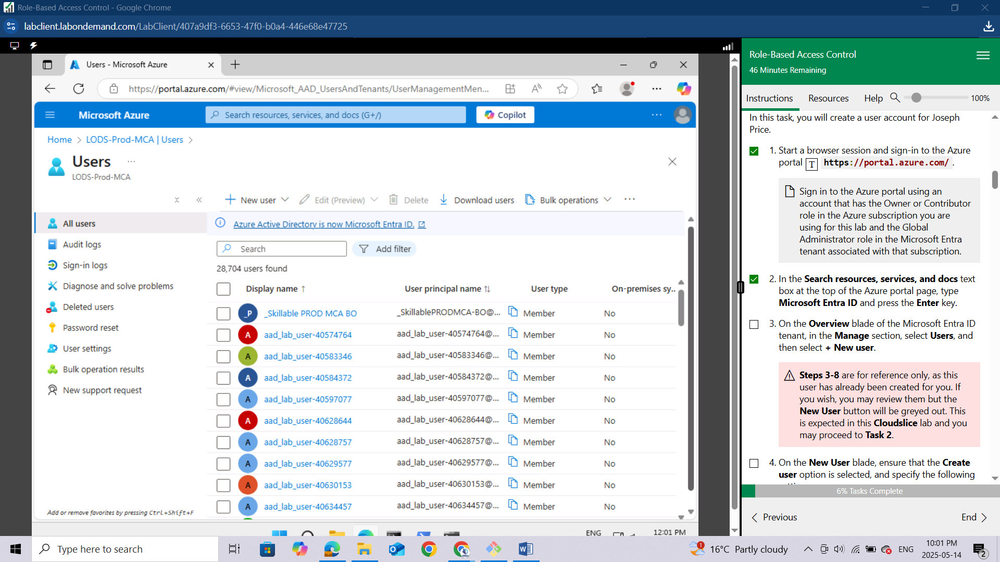 Role-Based Access Control - Google Chrome
labclient.labondemand.com/LabClient/407a9df3-6653-47f0-b0a4-446e68e47725
Users - Microsoft Azure
https://portal.azure.com/#view/Microsoft_AAD_UsersAndTenants/UserManagementMen...
Microsoft Azure
Search resources, services, and docs (G+/)
Copilot
Home > LODS-Prod-MCA | Users >
Users ...
LODS-Prod-MCA
New user
Edit (Preview)
Delete
Download users
Bulk operations
All users
Audit logs
Sign-in logs
Diagnose and solve problems
Deleted users
Password reset
User settings
Bulk operation results
New support request
Add or remove favorites by pressing Ctrl+Shift+F
Azure Active Directory is now Microsoft Entra ID.
Search
Add filter
28,704 users found
Display name ↑ User principal name ↑↓ User type On-premises sy..
_P _Skillable PROD MCA BO _SkillablePRODMCA-BO@... Member No
A aad_lab_user-40574764 aad_lab_user-40574764@... Member No
A aad_lab_user-40583346 aad_lab_user-40583346@... Member No
A aad_lab_user-40584372 aad_lab_user-40584372@... Member No
A aad_lab_user-40597077 aad_lab_user-40597077@... Member No
A aad_lab_user-40628644 aad_lab_user-40628644@... Member No
A aad_lab_user-40628757 aad_lab_user-40628757@... Member No
A aad_lab_user-40629577 aad_lab_user-40629577@... Member No
A aad_lab_user-40630153 aad_lab_user-40630153@... Member No
A aad_lab_user-40634457 aad_lab_user-40634457@... Member No
ENG
12:01 PM
Role-Based Access Control
46 Minutes Remaining
Instructions Resources Help 100%
In this task, you will create a user account for Joseph
Price.
1. Start a browser session and sign-in to the Azure
portal T https://portal.azure.com/ .
Sign in to the Azure portal using an
account that has the Owner or Contributor
role in the Azure subscription you are
using for this lab and the Global
Administrator role in the Microsoft Entra
tenant associated with that subscription.
2. In the Search resources, services, and docs text
box at the top of the Azure portal page, type
Microsoft Entra ID and press the Enter key.
3. On the Overview blade of the Microsoft Entra ID
tenant, in the Manage section, select Users, and
then select + New user.
Steps 3-8 are for reference only, as this
user has already been created for you. If
you wish, you may review them but the
New User button will be greyed out. This
is expected in this Cloudslice lab and you
may proceed to Task 2.
4. On the New User blade, ensure that the Create
user option is selected, and specify the following
6% Tasks Complete
< Previous
End >
Type here to search
1
16°C Partly cloudy
ENG
10:01 PM
2025-05-14
2